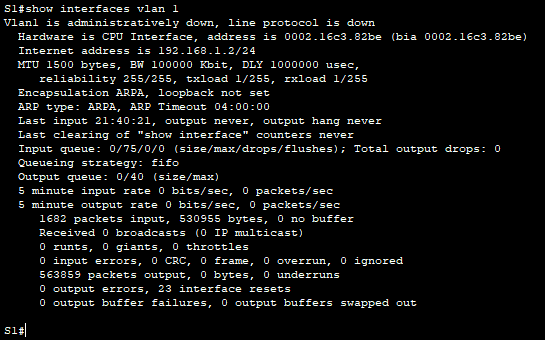 S1#show interfaces vlan 1
Vlan1 is administratively down, line protocol is down
Hardware is CPU Interface, address is 0002.16c3.82be (bia 0002.16c3.82be)
Internet address is 192.168.1.2/24
MTU 1500 bytes, BW 100000 Kbit, DLY 1000000 usec,
reliability 255/255, txload 1/255, rxload 1/255
Encapsulation ARPA, loopback not set
ARP type: ARPA, ARP Timeout 04:00:00
Last input 21:40:21, output never, output hang never
Last clearing of "show interface" counters never
Input queue: 0/75/0/0 (size/max/drops/flushes); Total output drops: 0
Queueing strategy: fifo
Output queue: 0/40 (size/max)
5 minute input rate 0 bits/sec, 0 packets/sec
5 minute output rate 0 bits/sec, 0 packets/sec
1682 packets input, 530955 bytes, 0 no buffer
Received 0 broadcasts (0 IP multicast)
0 runts, 0 giants, 0 throttles
0 input errors, 0 CRC, 0 frame, 0 overrun, 0 ignored
563859 packets output, 0 bytes, 0 underruns
0 output errors, 23 interface resets
0 output buffer failures, 0 output buffers swapped out
S1#